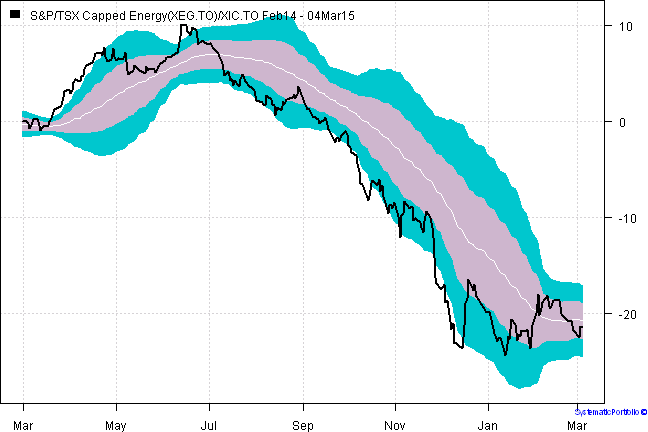 S&P/TSX Capped Energy(XEG.TO)/XIC.TO Feb14 - 04Mar15
10
0
-10
-20
Mar May Jul Sep Nov Jan Mar
SystematicPortfolio ©